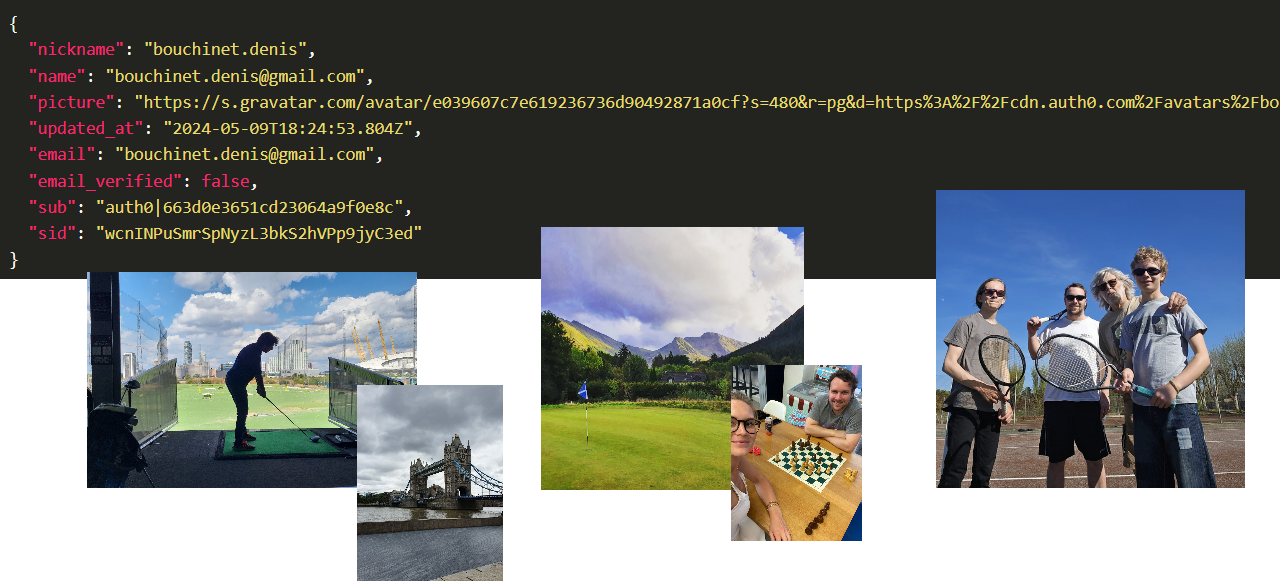 {
"nickname": "bouchinet.denis",
"name": "bouchinet.denis@gmail.com",
"picture": "https://s.gravatar.com/avatar/e039607c7e619236736d90492871a0cf?s=480&r=pg&d=https%3A%2F%2Fcdn.auth0.com%2Favatars%2Fbo
"updated_at": "2024-05-09T18:24:53.804Z",
"email": "bouchinet.denis@gmail.com",
"email_verified": false,
"sub": "auth0|663d0e3651cd23064a9f0e8c",
"sid": "wcnINPuSmrSpNyzL3bkS2hVPp9jyC3ed"
}